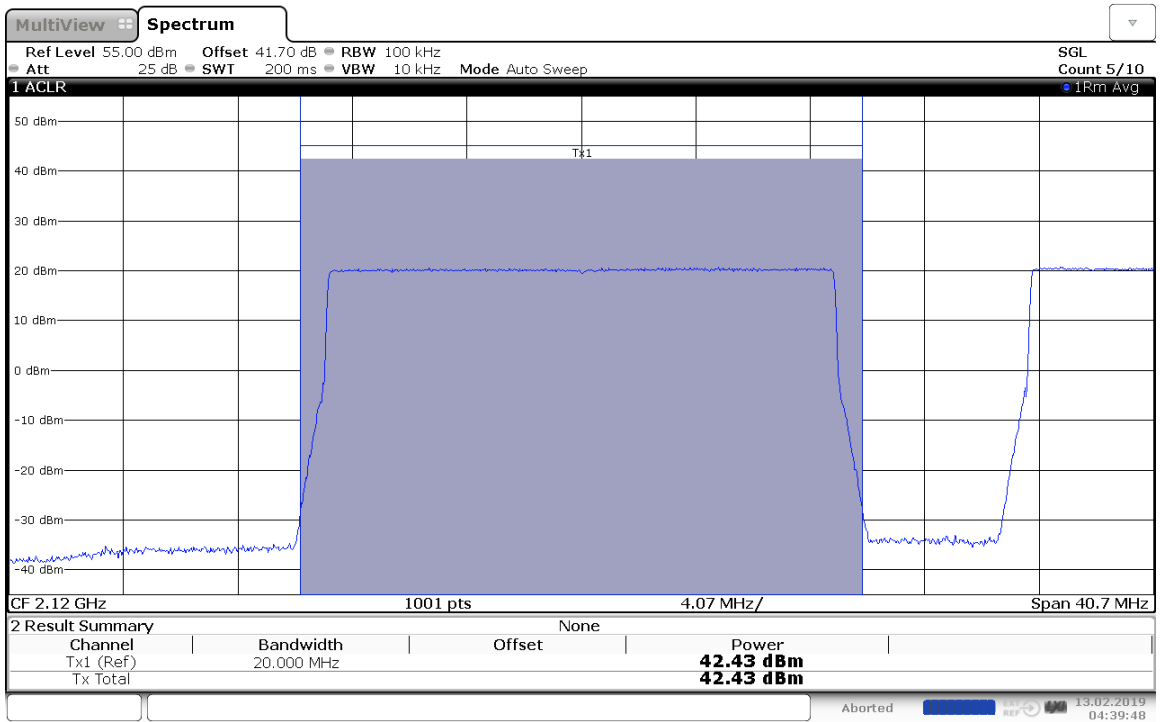 MultiView Spectrum
Ref Level 55.00 dBm Offset 41.70 dB RBW 100 kHz SGL
Att 25 dB SWT 200 ms VBW 10 kHz Mode Auto Sweep Count 5/10
1 ACLR 1Rm Avg
50 dBm
Tx1
40 dBm
30 dBm
20 dBm
10 dBm
0 dBm
-10 dBm
-20 dBm
-30 dBm
-40 dBm
CF 2.12 GHz 1001 pts 4.07 MHz/ Span 40.7 MHz
2 Result Summary None
Channel Bandwidth Offset Power
Tx1 (Ref) 20.000 MHz 42.43 dBm
Tx Total 42.43 dBm
Aborted 13.02.2019
04:39:48